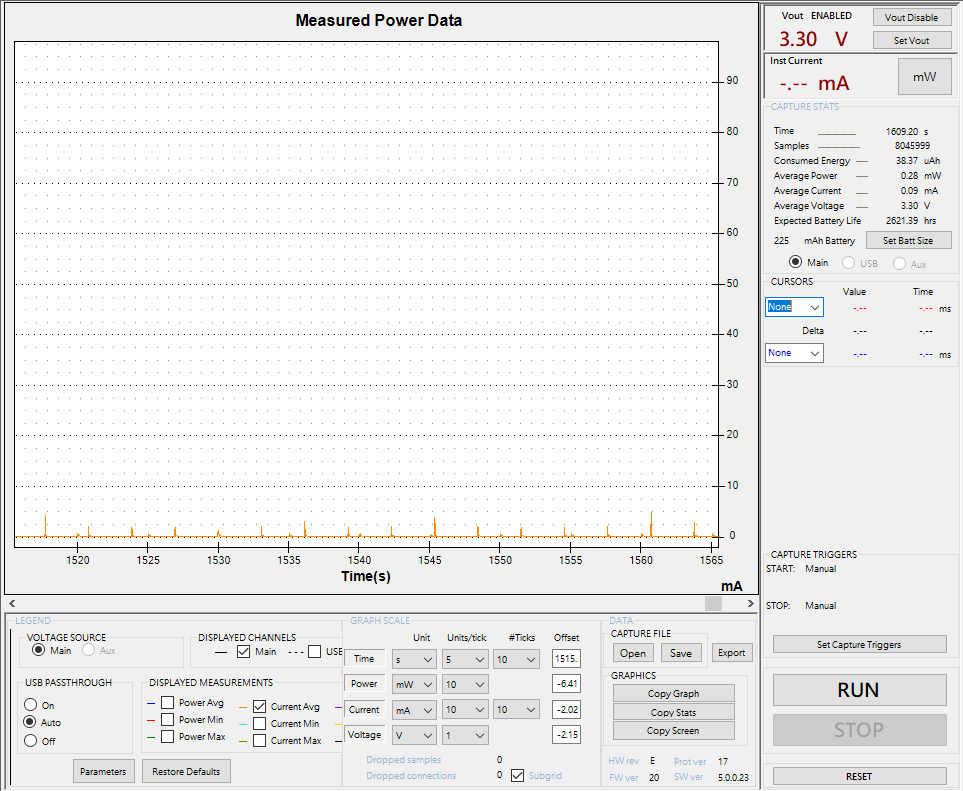 Measured Power Data
90
80
70
60
50
40
30
20
10
0
1520 1525 1530 1535 1540 1545 1550 1555 1560 1565
Time(s)
mA
Vout ENABLED
3.30 V
Vout Disable
Set Vout
Inst Current
-.-- mA
mW
CAPTURE STATS
Time 1609.20 s
Samples 8045999
Consumed Energy 38.37 uAh
Average Power 0.28 mW
Average Current 0.09 mA
Average Voltage 3.30 V
Expected Battery Life 2621.39 hrs
225 mAh Battery Set Batt Size
Main USB Aux
CURSORS
Value Time
None -.-- -.-- ms
Delta -.-- -.--
None -.-- -.-- ms
CAPTURE TRIGGERS
START: Manual
STOP: Manual
Set Capture Triggers
RUN
STOP
RESET
LEGEND
VOLTAGE SOURCE
Main Aux
DISPLAYED CHANNELS
Main USB
USB PASSTHROUGH
On
Auto
Off
DISPLAYED MEASUREMENTS
Power Avg Current Avg
Power Min Current Min
Power Max Current Max
Parameters Restore Defaults
GRAPH SCALE
Unit Units/tick #Ticks Offset
Time s 5 10 1515.
Power mW 10 -6.41
Current mA 10 10 -2.02
Voltage V 1 -2.15
Dropped samples 0
Dropped connections 0 Subgrid
DATA
CAPTURE FILE
Open Save Export
GRAPHICS
Copy Graph
Copy Stats
Copy Screen
HW rev E Prot ver 17
FW ver 20 SW ver 5.0.0.23